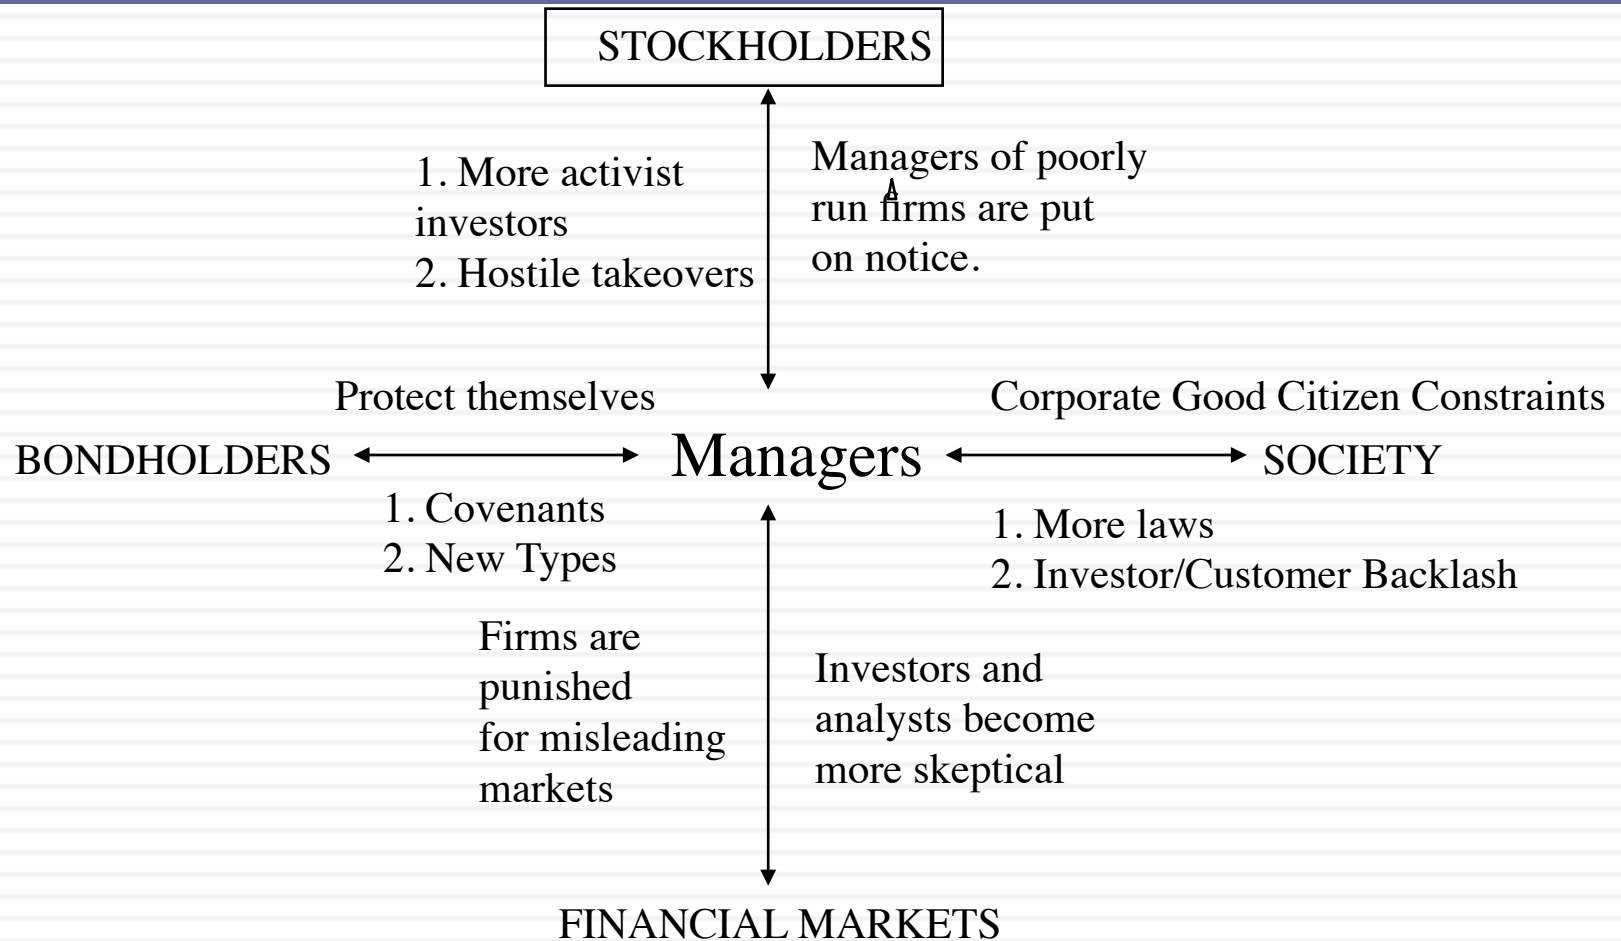 STOCKHOLDERS
1. More activist
investors
2. Hostile takeovers
Managers of poorly
run firms are put
on notice.
Protect themselves
Corporate Good Citizen Constraints
BONDHOLDERS
Managers
SOCIETY
1. Covenants
2. New Types
1. More laws
2. Investor/Customer Backlash
Firms are
punished
for misleading
markets
Investors and
analysts become
more skeptical
FINANCIAL MARKETS